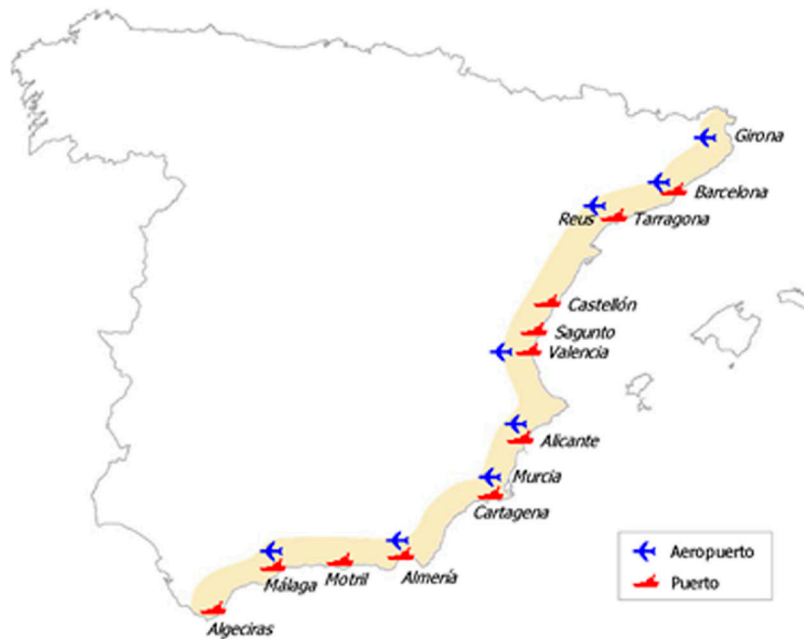 Girona
Barcelona
Reus
Tarragona
Castellón
Sagunto
Valencia
Alicante
Murcia
Cartagena
Almería
Motril
Málaga
Algeciras
Aeropuerto
Puerto